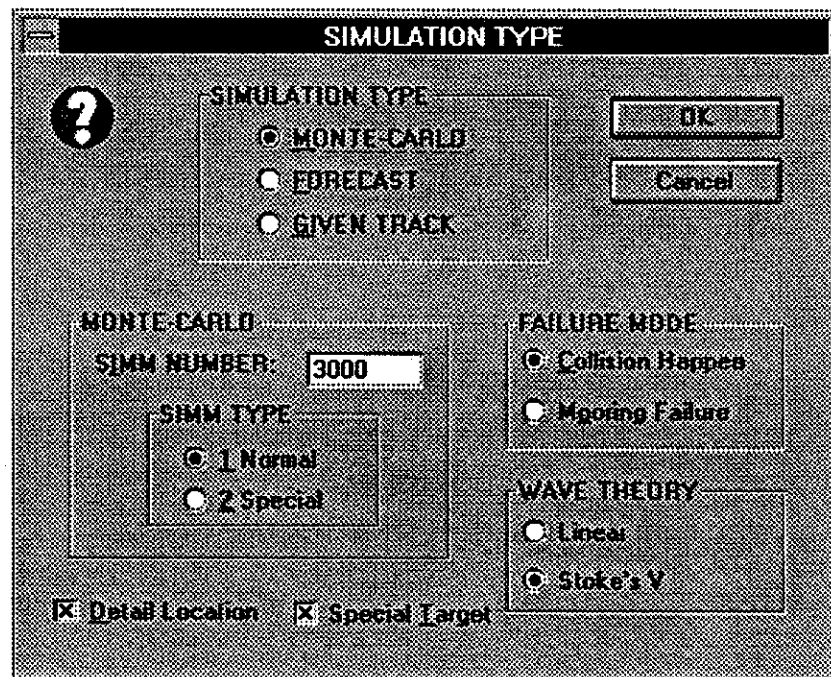 SIMULATION TYPE
SIMULATION TYPE
MONTE-CARLO
FORECAST
GIVEN TRACK
OK
Cancel
MONTE-CARLO
SIMM NUMBER: 3000
SIMM TYPE
1 Normal
2 Special
FAILURE MODE
Collision Happen
Mooring Failure
WAVE THEORY
Linear
Stoke's V
Detail Location
Special Target